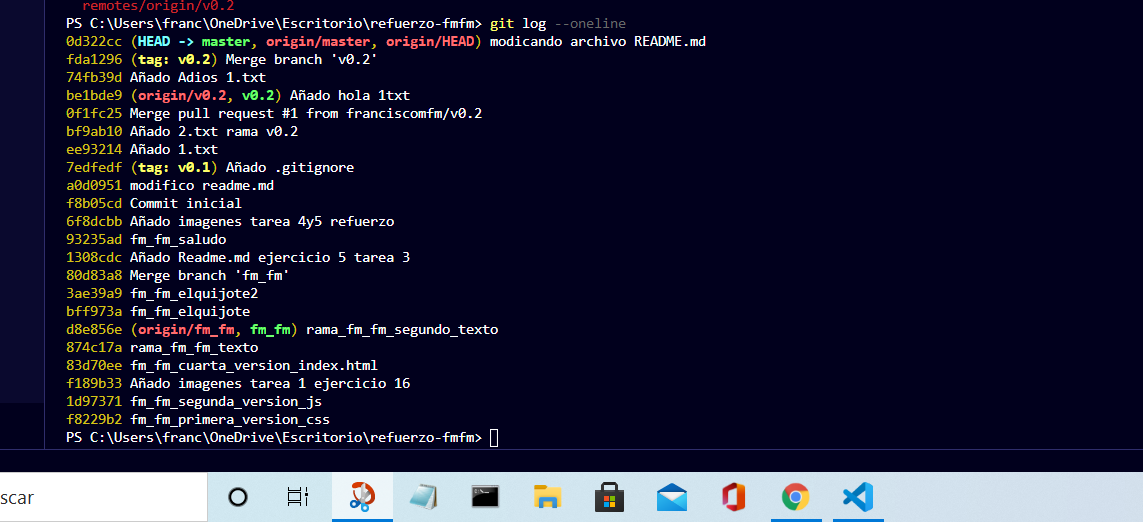 remotes/origin/v0.2
PS C:\Users\franc\OneDrive\Escritorio\refuerzo-fmfm> git log --oneline
0d322cc (HEAD -> master, origin/master, origin/HEAD) modicando archivo README.md
fda1296 (tag: v0.2) Merge branch 'v0.2'
74fb39d Añado Adios 1.txt
be1bde9 (origin/v0.2, v0.2) Añado hola 1txt
0f1fc25 Merge pull request #1 from franciscomfm/v0.2
bf9ab10 Añado 2.txt rama v0.2
ee93214 Añado 1.txt
7edfedf (tag: v0.1) Añado .gitignore
a0d0951 modifico readme.md
f8b05cd Commit inicial
6f8dcbb Añado imagenes tarea 4y5 refuerzo
93235ad fm_fm_saludo
1308cdc Añado Readme.md ejercicio 5 tarea 3
80d83a8 Merge branch 'fm_fm'
3ae39a9 fm_fm_elquijote2
bff973a fm_fm_elquijote
d8e856e (origin/fm_fm, fm_fm) rama_fm_fm_segundo_texto
874c17a rama_fm_fm_texto
83d70ee fm_fm_cuarta_version_index.html
f189b33 Añado imagenes tarea 1 ejercicio 16
1d97371 fm_fm_segunda_version_js
f8229b2 fm_fm_primera_version_css
PS C:\Users\franc\OneDrive\Escritorio\refuerzo-fmfm>
scar